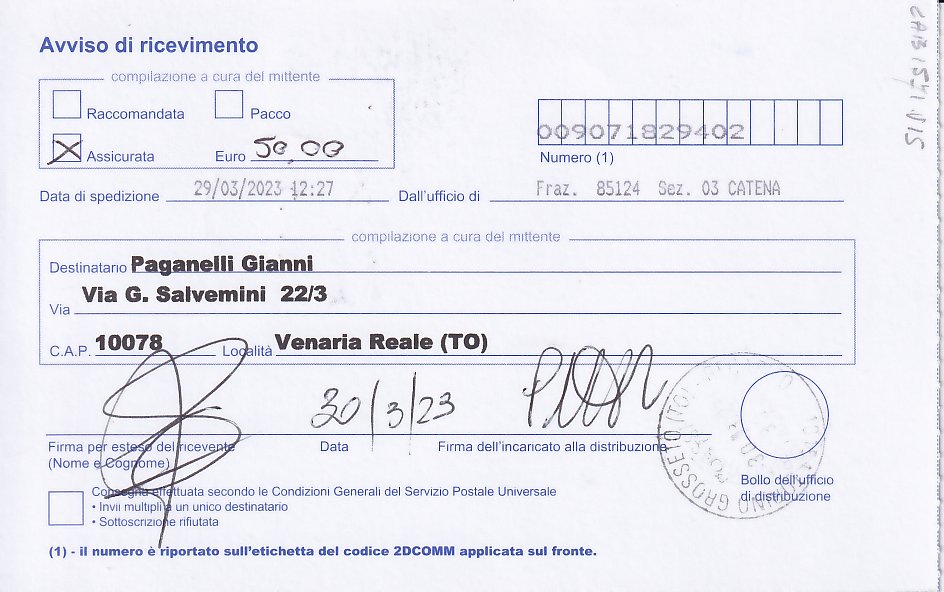 Avviso di ricevimento
compilazione a cura del mittente
Raccomandata Pacco
Assicurata Euro 50,00
009071829402
Numero (1)
Data di spedizione 29/03/2023 12:27 Dall'ufficio di Fraz. 85124 Sez. 03 CATENA
compilazione a cura del mittente
Destinatario Paganelli Gianni
Via Via G. Salvemini 22/3
C.A.P. 10078 Località Venaria Reale (TO)
30/3/23
Firma per esteso del ricevente Data Firma dell'incaricato alla distribuzione
(Nome e Cognome)
Bollo dell'ufficio
di distribuzione
GROSSETO (TO)
Consegna effettuata secondo le Condizioni Generali del Servizio Postale Universale
• Invii multipli a un unico destinatario
• Sottoscrizione rifiutata
(1) - il numero è riportato sull'etichetta del codice 2DCOMM applicata sul fronte.